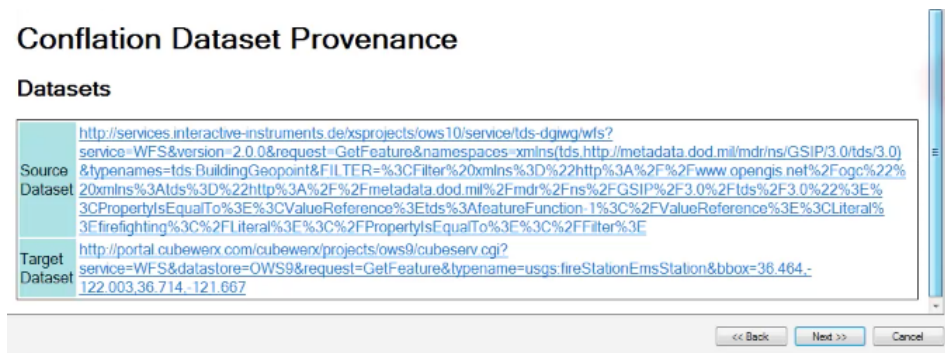 Conflation Dataset Provenance
Datasets
Source Dataset
http://services.interactive-instruments.de/xsprojects/ows10/service/tds-dgiwg/wfs?
service=WFS&version=2.0.0&request=GetFeature&namespaces=xmlns(tds,http://metadata.dod.mil/mdr/ns/GSIP/3.0/tds/3.0)
&typenames=tds:BuildingGeopoint&FILTER=%3CFilter%20xmlns%3D%22http%3A%2F%2Fwww.opengis.net%2Fogc%22%
20xmlns%3Atds%3D%22http%3A%2F%2Fmetadata.dod.mil%2Fmdr%2Fns%2FGSIP%2F3.0%2Ftds%2F3.0%22%3E%
3CPropertyIsEqualTo%3E%3CValueReference%3Etds%3AfeatureFunction-1%3C%2FValueReference%3E%3CLiteral%
3Efirefighting%3C%2FLiteral%3E%3C%2FPropertyIsEqualTo%3E%3C%2FFilter%3E
Target Dataset
http://portal.cubewerx.com/cubewerx/projects/ows9/cubeserv.cgi?
service=WFS&datastore=OWS9&request=GetFeature&typename=usgs:fireStationEmsStation&bbox=36.464,-
122.003,36.714,-121.667
<< Back Next >> Cancel